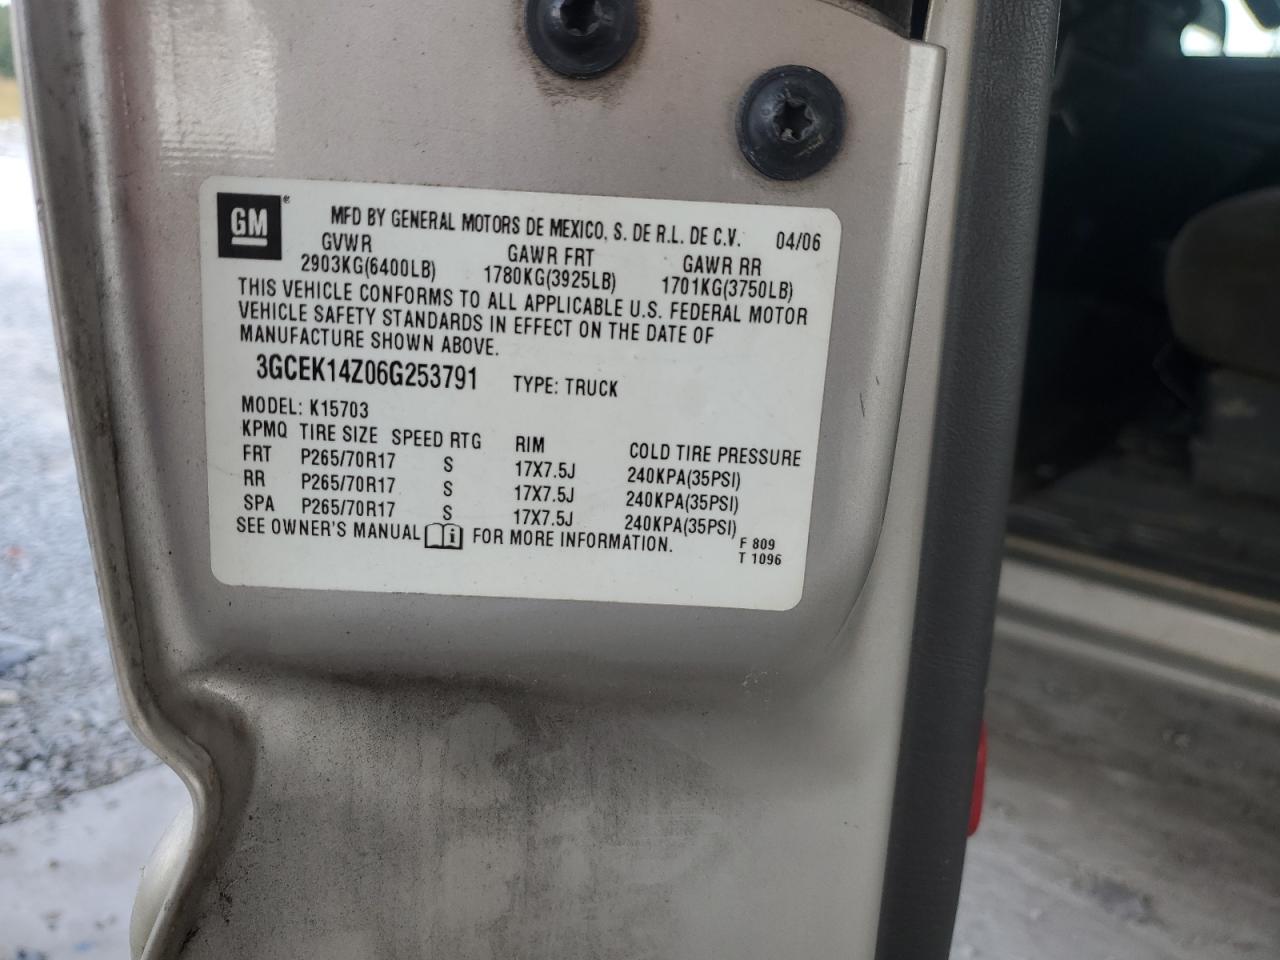 GM®
MFD BY GENERAL MOTORS DE MEXICO, S. DE R.L. DE C.V. 04/06
GVWR GAWR FRT GAWR RR
2903KG(6400LB) 1780KG(3925LB) 1701KG(3750LB)
THIS VEHICLE CONFORMS TO ALL APPLICABLE U.S. FEDERAL MOTOR
VEHICLE SAFETY STANDARDS IN EFFECT ON THE DATE OF
MANUFACTURE SHOWN ABOVE.
3GCEK14Z06G253791 TYPE: TRUCK
MODEL: K15703
KPMQ TIRE SIZE SPEED RTG RIM COLD TIRE PRESSURE
FRT P265/70R17 S 17X7.5J 240KPA(35PSI)
RR P265/70R17 S 17X7.5J 240KPA(35PSI)
SPA P265/70R17 S 17X7.5J 240KPA(35PSI)
SEE OWNER'S MANUAL i FOR MORE INFORMATION. F 809
T 1096